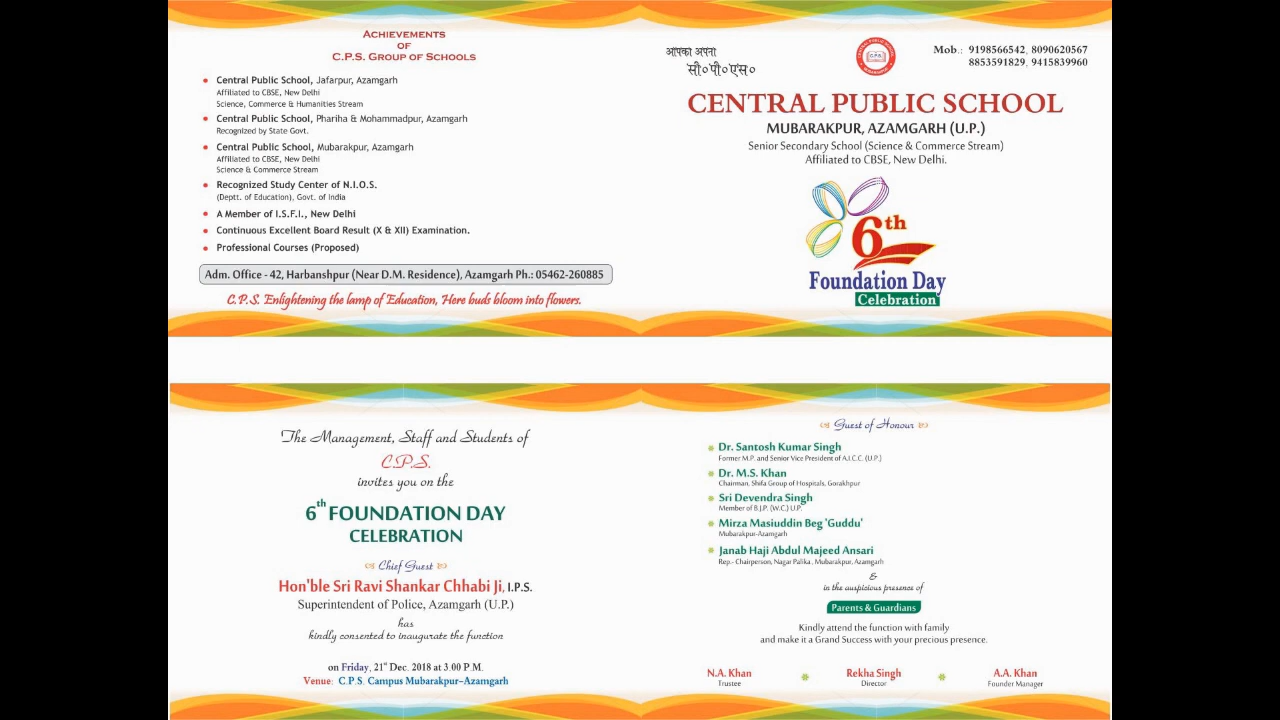 ACHIEVEMENTS
OF
C.P.S. GROUP OF SCHOOLS
Central Public School, Jafarpur, Azamgarh
Affiliated to CBSE, New Delhi
Science, Commerce & Humanities Stream
Central Public School, Phariha & Mohammadpur, Azamgarh
Recognized by State Govt.
Central Public School, Mubarakpur, Azamgarh
Affiliated to CBSE, New Delhi
Science & Commerce Stream
Recognized Study Center of N.I.O.S.
(Deptt. of Education), Govt. of India
A Member of I.S.F.I., New Delhi
Continuous Excellent Board Result (X & XII) Examination.
Professional Courses (Proposed)
Adm. Office - 42, Harbanshpur (Near D.M. Residence), Azamgarh Ph.: 05462-260885
C.P.S. Enlightening the lamp of Education, Here buds bloom into flowers.
आपका अपना
सी०पी०एस०
C.P.S.
Mob.: 9198566542, 8090620567
8853591829, 9415839960
CENTRAL PUBLIC SCHOOL
MUBARAKPUR, AZAMGARH (U.P.)
Senior Secondary School (Science & Commerce Stream)
Affiliated to CBSE, New Delhi.
6th
Foundation Day
Celebration
The Management, Staff and Students of
C.P.S.
invites you on the
6th FOUNDATION DAY
CELEBRATION
Chief Guest
Hon'ble Sri Ravi Shankar Chhabi Ji, I.P.S.
Superintendent of Police, Azamgarh (U.P.)
has
kindly consented to inaugurate the function
on Friday, 21st Dec. 2018 at 3.00 P.M.
Venue: C.P.S. Campus Mubarakpur-Azamgarh
Guest of Honour
Dr. Santosh Kumar Singh
Former M.P. and Senior Vice President of A.I.C.C. (U.P.)
Dr. M.S. Khan
Chairman, Shifa Group of Hospitals, Gorakhpur
Sri Devendra Singh
Member of B.J.P. (W.C.) U.P.
Mirza Masiuddin Beg 'Guddu'
Mubarakpur-Azamgarh
Janab Haji Abdul Majeed Ansari
Rep.- Chairperson, Nagar Palika, Mubarakpur, Azamgarh
&
in the auspicious presence of
Parents & Guardians
Kindly attend the function with family
and make it a Grand Success with your precious presence.
N.A. Khan
Trustee
Rekha Singh
Director
A.A. Khan
Founder Manager